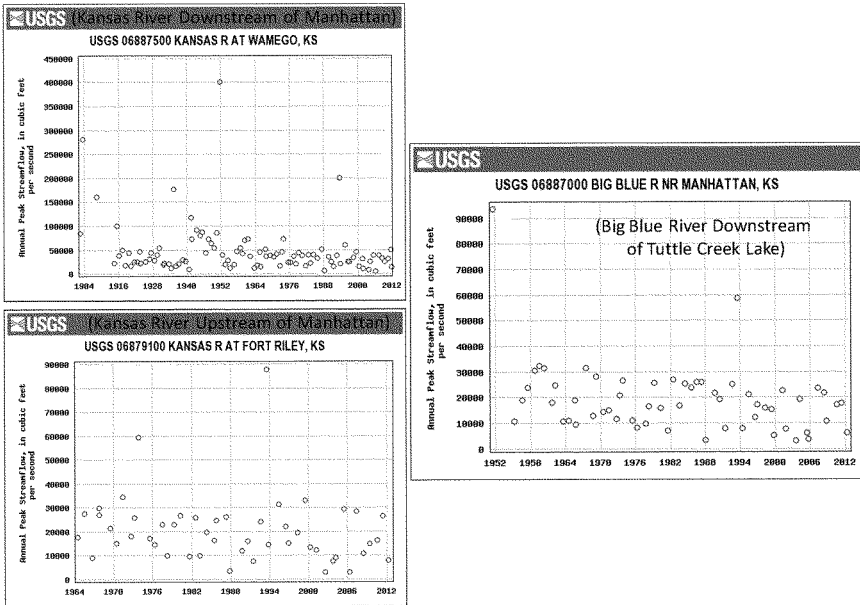 USGS (Kansas River Downstream of Manhattan)
USGS 06887500 KANSAS R AT WAMEGO, KS
Annual Peak Streamflow, in cubic feet
per second
450000
400000
350000
300000
250000
200000
150000
100000
50000
0
1904 1916 1928 1940 1952 1964 1976 1988 2000 2012
USGS (Kansas River Upstream of Manhattan)
USGS 06879100 KANSAS R AT FORT RILEY, KS
Annual Peak Streamflow, in cubic feet
per second
90000
80000
70000
60000
50000
40000
30000
20000
10000
0
1964 1970 1976 1982 1988 1994 2000 2006 2012
USGS
USGS 06887000 BIG BLUE R NR MANHATTAN, KS
(Big Blue River Downstream
of Tuttle Creek Lake)
Annual Peak Streamflow, in cubic feet
per second
90000
80000
70000
60000
50000
40000
30000
20000
10000
0
1952 1958 1964 1970 1976 1982 1988 1994 2000 2006 2012